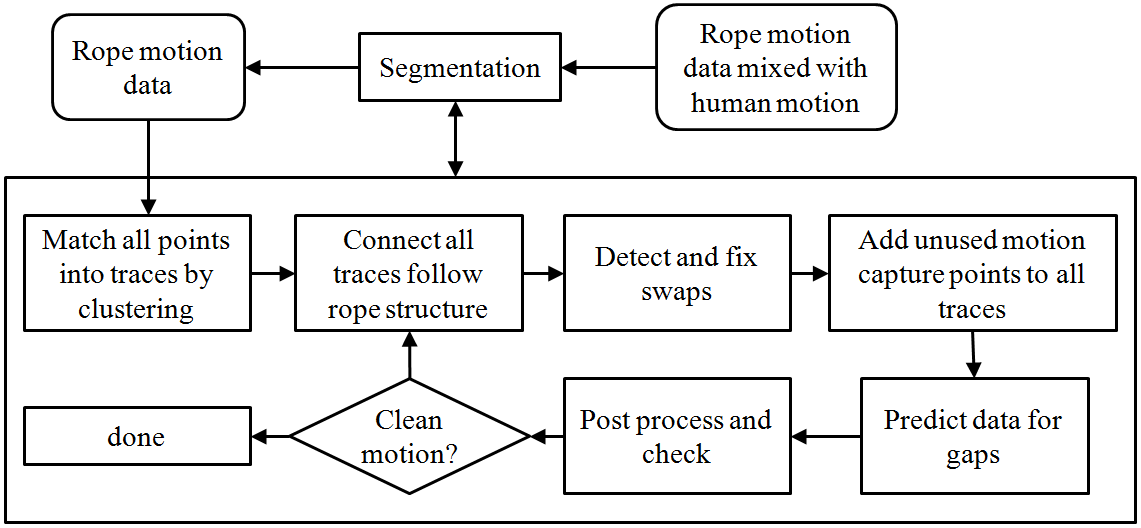 Rope motion
data
Segmentation
Rope motion
data mixed with
human motion
Match all points
into traces by
clustering
Connect all
traces follow
rope structure
Detect and fix
swaps
Add unused motion
capture points to all
traces
done
Clean
motion?
Post process and
check
Predict data for
gaps